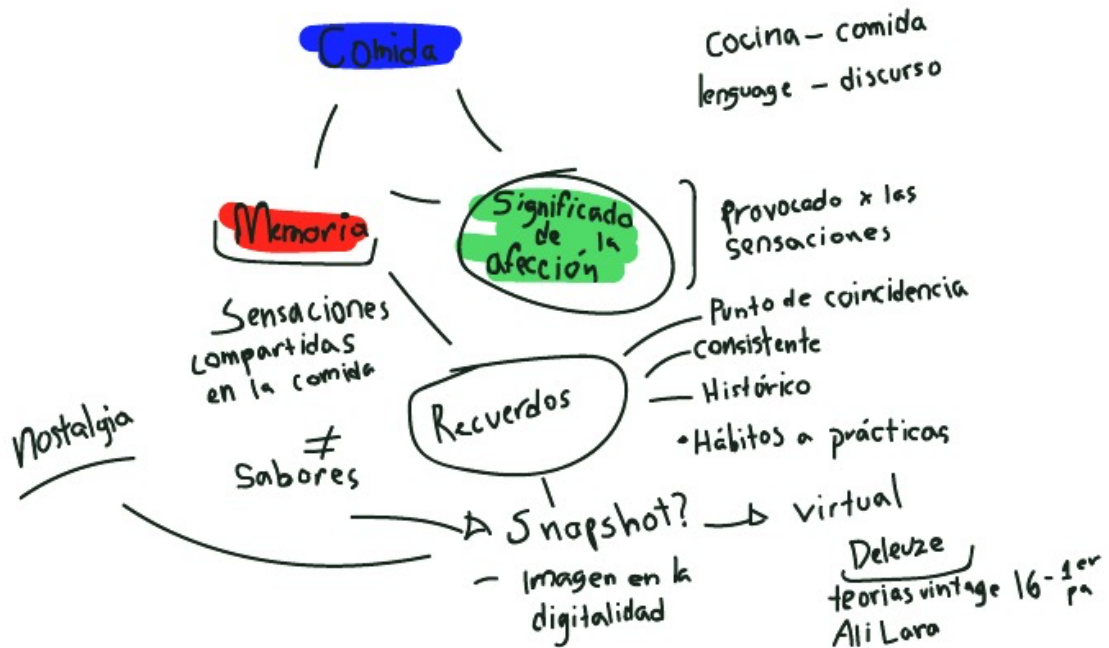 Comida
Cocina – comida
lenguage – discurso
Memoria
Significado
de la
afección
Provocado x las
sensaciones
Sensaciones
compartidas
en la comida
≠
Sabores
Nostalgia
Recuerdos
Punto de coincidencia
consistente
Histórico
• Hábitos a prácticas
Snapshot? → virtual
– Imagen en la
digitalidad
Deleuze
teorias vintage 16 - 1er
pa
Ali Lara